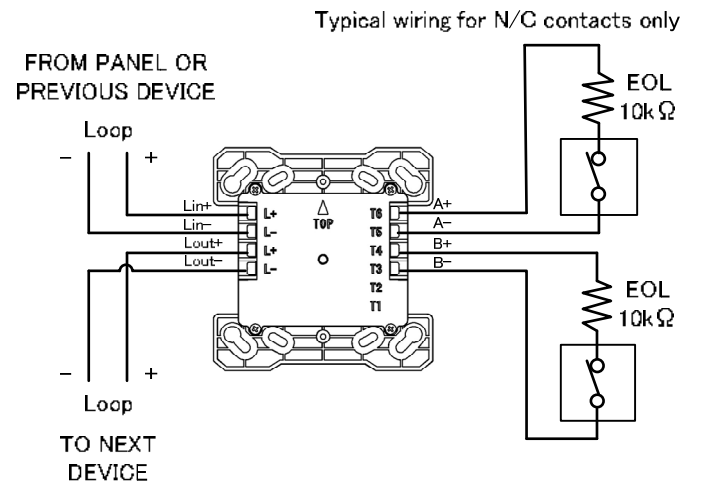 Typical wiring for N/C contacts only
FROM PANEL OR
PREVIOUS DEVICE
Loop
- +
Lin+
Lin-
Lout+
Lout-
L+
L-
L+
L-
TOP
T6
T5
T4
T3
T2
T1
A+
A-
B+
B-
EOL
10kΩ
EOL
10kΩ
- +
Loop
TO NEXT
DEVICE